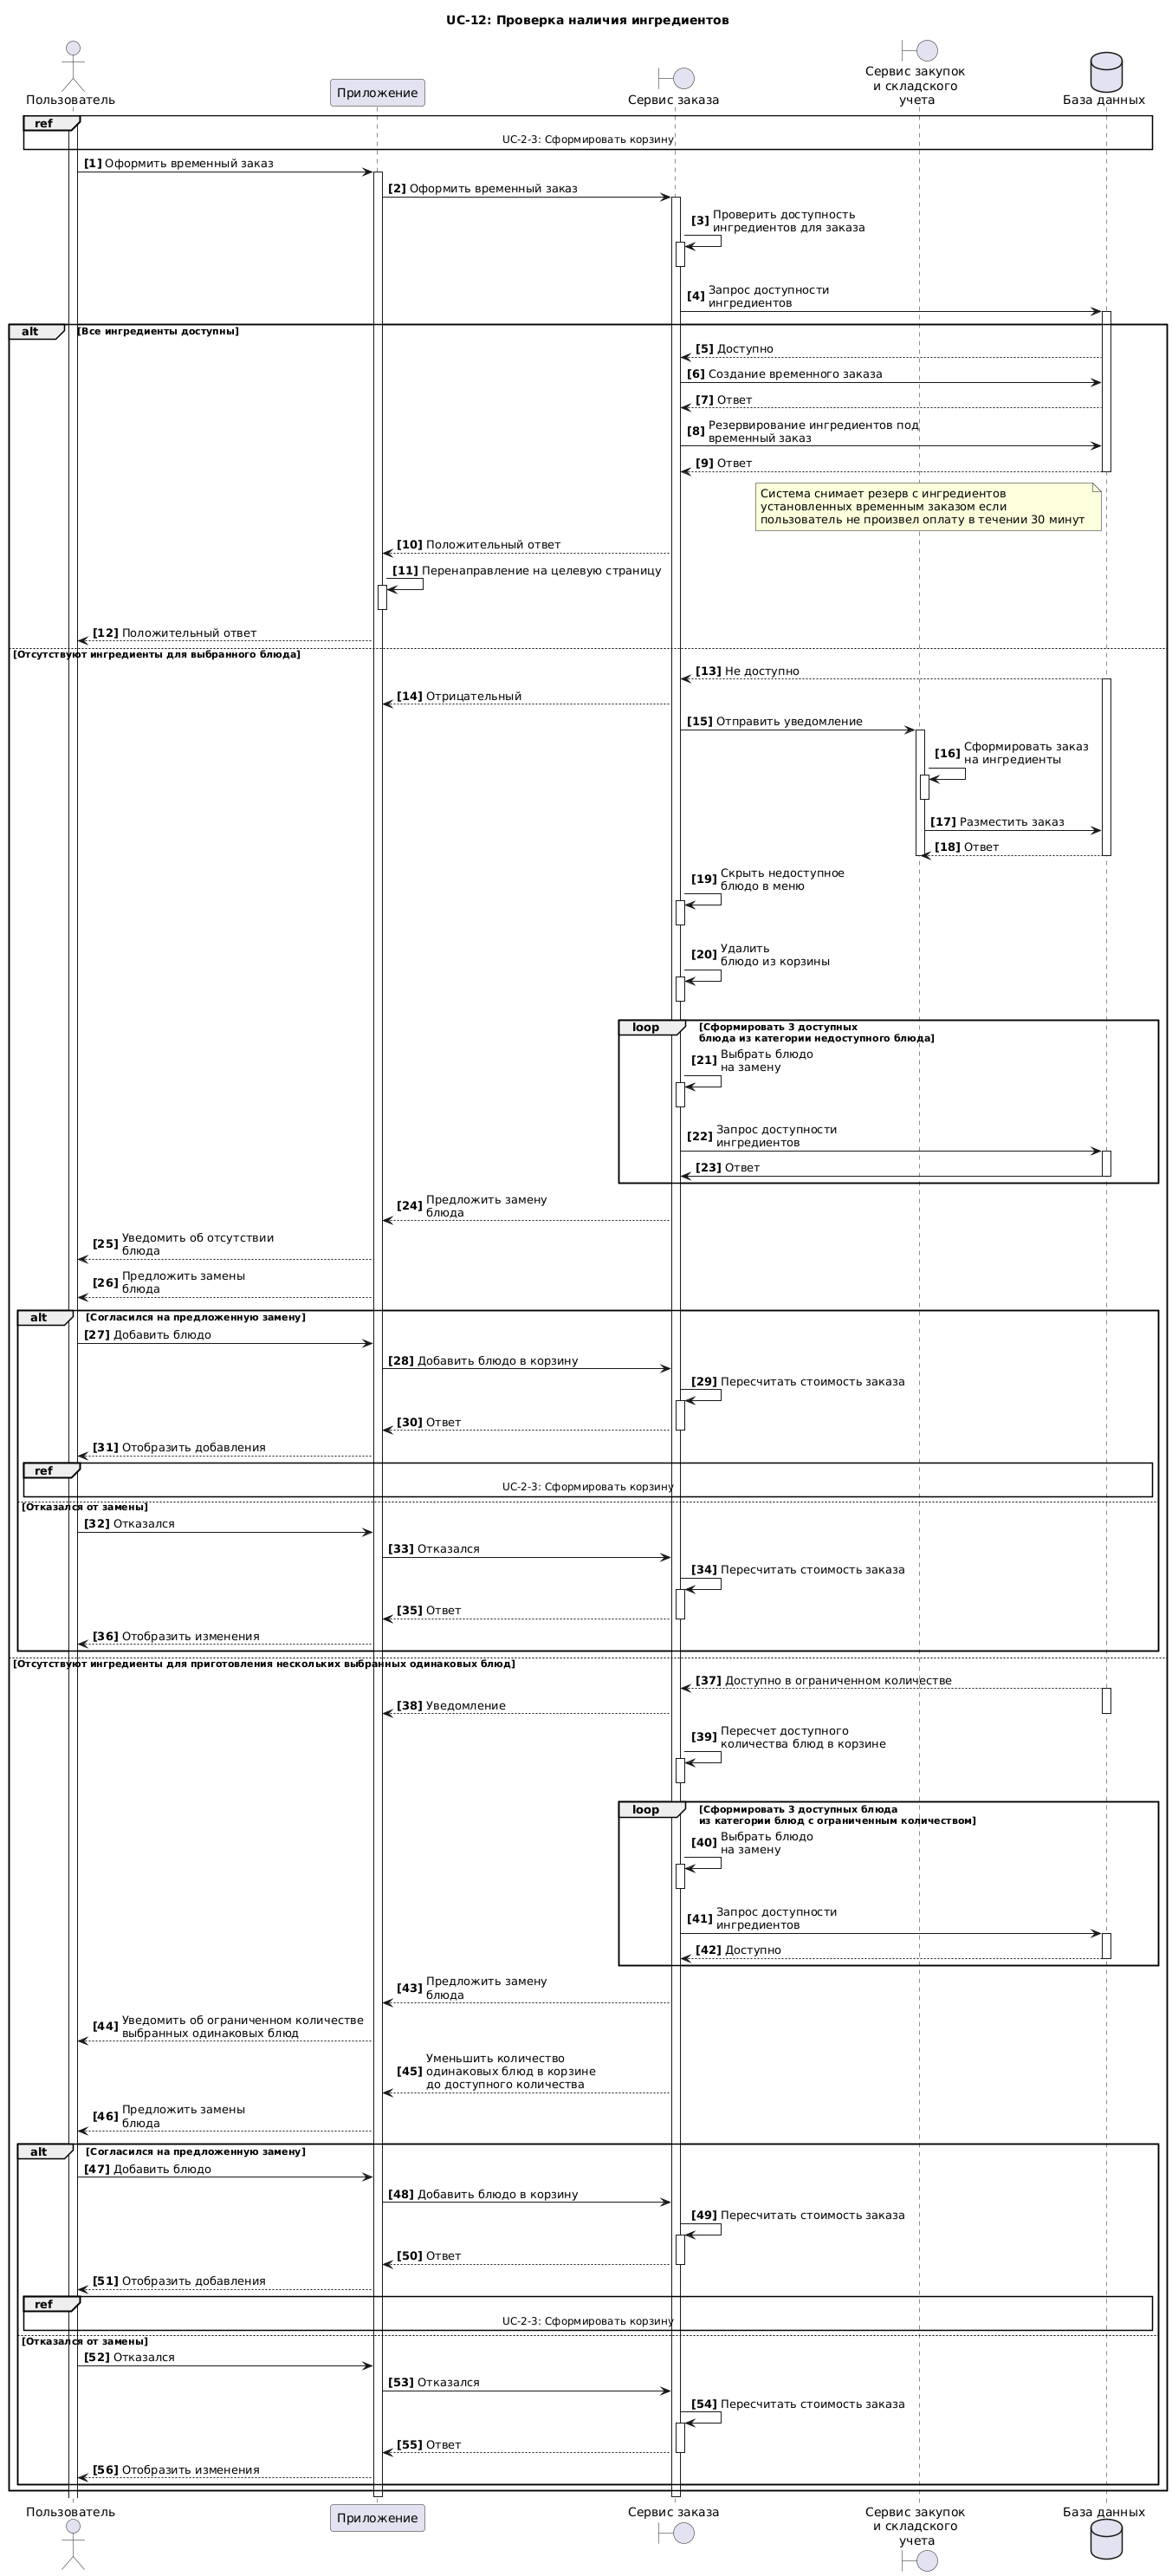 UC-12: Проверка наличия ингредиентов
Пользователь
Приложение
Сервис заказа
Сервис закупок
и складского
учета
База данных
ref
UC-2-3: Сформировать корзину
[1] Оформить временный заказ
[2] Оформить временный заказ
[3] Проверить доступность
ингредиентов для заказа
[4] Запрос доступности
ингредиентов
alt [Все ингредиенты доступны]
[5] Доступно
[6] Создание временного заказа
[7] Ответ
[8] Резервирование ингредиентов под
временный заказ
[9] Ответ
Система снимает резерв с ингредиентов
установленных временным заказом если
пользователь не произвел оплату в течении 30 минут
[10] Положительный ответ
[11] Перенаправление на целевую страницу
[12] Положительный ответ
[Отсутствуют ингредиенты для выбранного блюда]
[13] Не доступно
[14] Отрицательный
[15] Отправить уведомление
[16] Сформировать заказ
на ингредиенты
[17] Разместить заказ
[18] Ответ
[19] Скрыть недоступное
блюдо в меню
[20] Удалить
блюдо из корзины
loop [Сформировать 3 доступных
блюда из категории недоступного блюда]
[21] Выбрать блюдо
на замену
[22] Запрос доступности
ингредиентов
[23] Ответ
[24] Предложить замену
блюда
[25] Уведомить об отсутствии
блюда
[26] Предложить замены
блюда
alt [Согласился на предложенную замену]
[27] Добавить блюдо
[28] Добавить блюдо в корзину
[29] Пересчитать стоимость заказа
[30] Ответ
[31] Отобразить добавления
ref
UC-2-3: Сформировать корзину
[Отказался от замены]
[32] Отказался
[33] Отказался
[34] Пересчитать стоимость заказа
[35] Ответ
[36] Отобразить изменения
[Отсутствуют ингредиенты для приготовления нескольких выбранных одинаковых блюд]
[37] Доступно в ограниченном количестве
[38] Уведомление
[39] Пересчет доступного
количества блюд в корзине
loop [Сформировать 3 доступных блюда
из категории блюд с ограниченным количеством]
[40] Выбрать блюдо
на замену
[41] Запрос доступности
ингредиентов
[42] Доступно
[43] Предложить замену
блюда
[44] Уведомить об ограниченном количестве
выбранных одинаковых блюд
[45] Уменьшить количество
одинаковых блюд в корзине
до доступного количества
[46] Предложить замены
блюда
alt [Согласился на предложенную замену]
[47] Добавить блюдо
[48] Добавить блюдо в корзину
[49] Пересчитать стоимость заказа
[50] Ответ
[51] Отобразить добавления
ref
UC-2-3: Сформировать корзину
[Отказался от замены]
[52] Отказался
[53] Отказался
[54] Пересчитать стоимость заказа
[55] Ответ
[56] Отобразить изменения
Пользователь
Приложение
Сервис заказа
Сервис закупок
и складского
учета
База данных